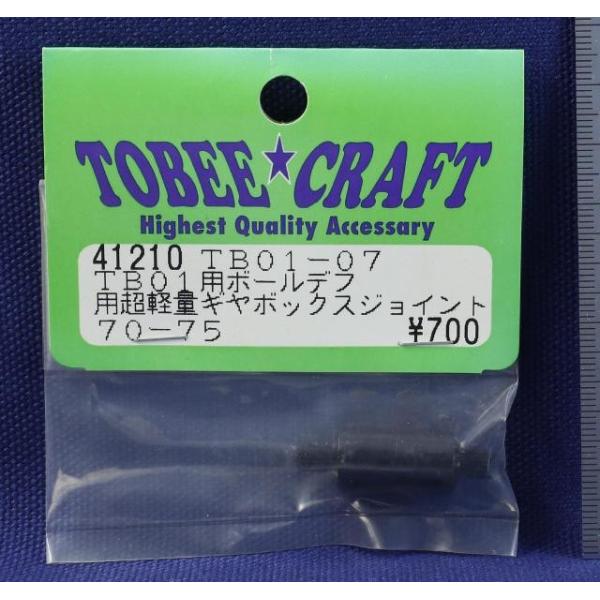 TOBEE★CRAFT
Highest Quality Accessary
41210 TB01-07
TB01用ボールデフ
用超軽量ギヤボックスジョイント
70-75 ¥700